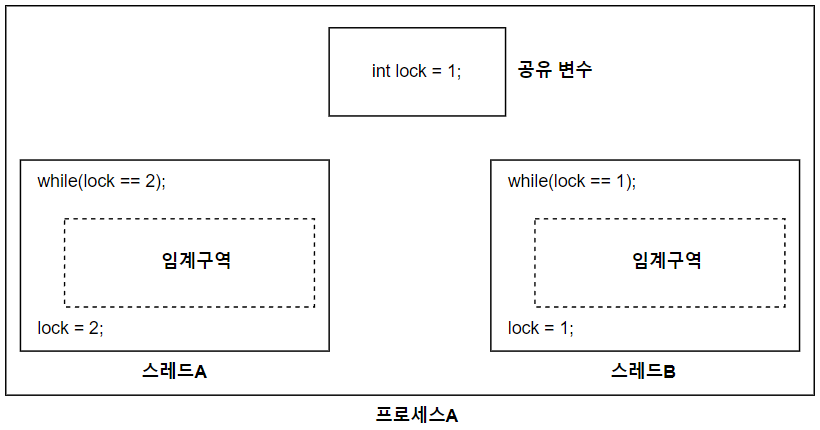 int lock = 1;
공유 변수
while(lock == 2);
임계구역
lock = 2;
스레드A
while(lock == 1);
임계구역
lock = 1;
스레드B
프로세스A